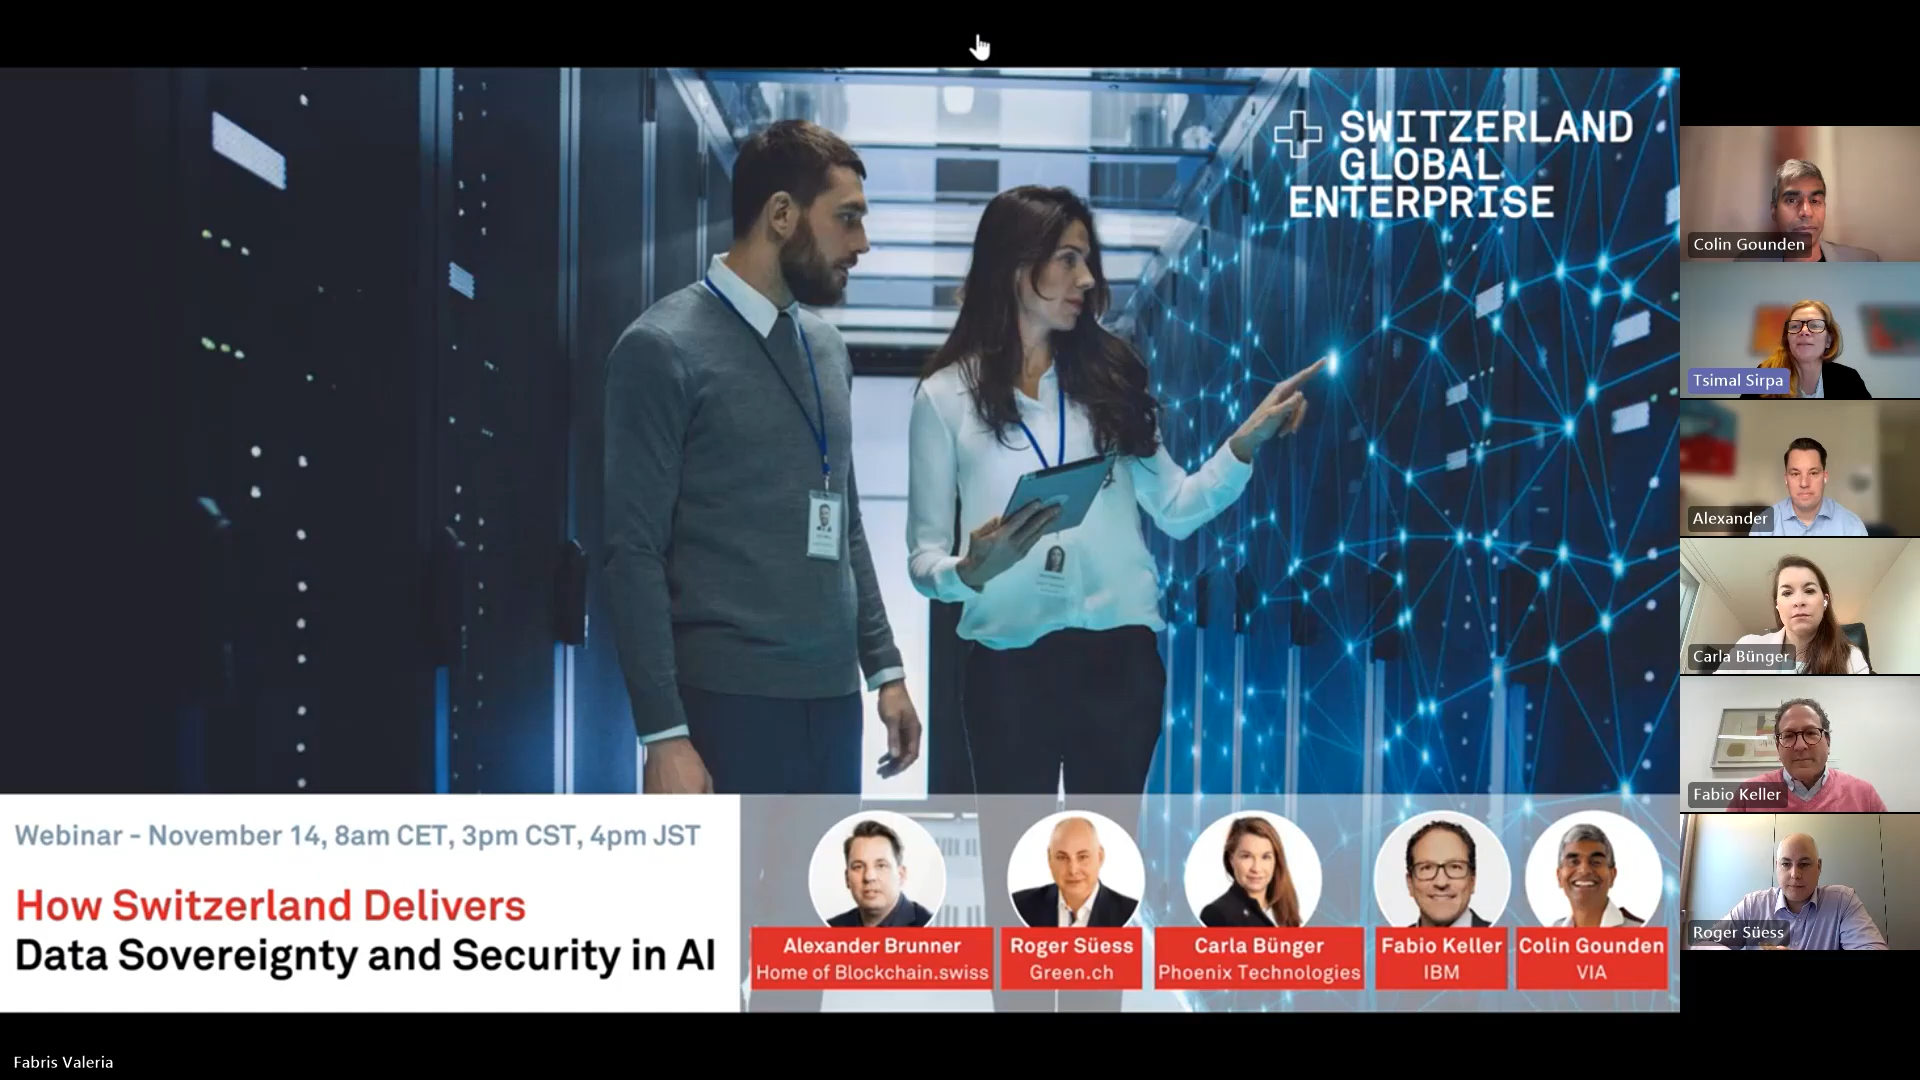 SWITZERLAND
GLOBAL
ENTERPRISE
Webinar - November 14, 8am CET, 3pm CST, 4pm JST
How Switzerland Delivers
Data Sovereignty and Security in AI
Alexander Brunner
Home of Blockchain.swiss
Roger Süess
Green.ch
Carla Bünger
Phoenix Technologies
Fabio Keller
IBM
Colin Gounden
VIA
Colin Gounden
Tsimal Sirpa
Alexander
Carla Bünger
Fabio Keller
Roger Süess
Fabris Valeria